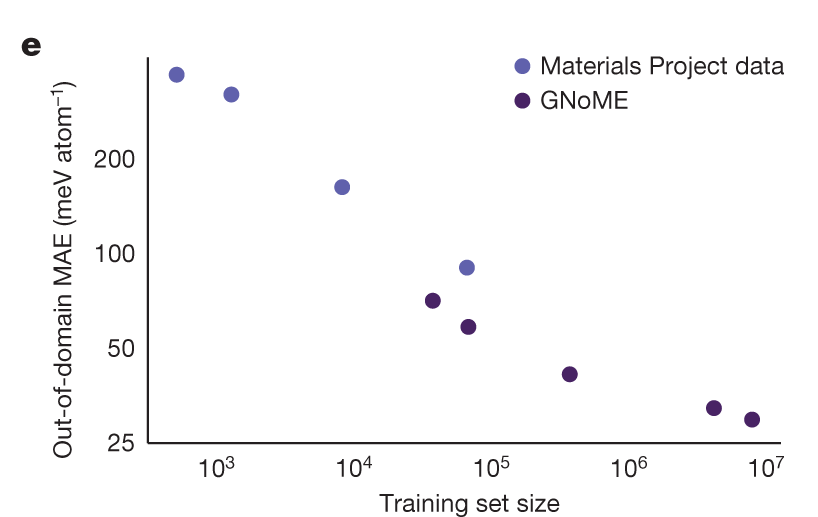 e
Materials Project data
GNoME
Out-of-domain MAE (meV atom⁻¹)
200
100
50
25
10³ 10⁴ 10⁵ 10⁶ 10⁷
Training set size